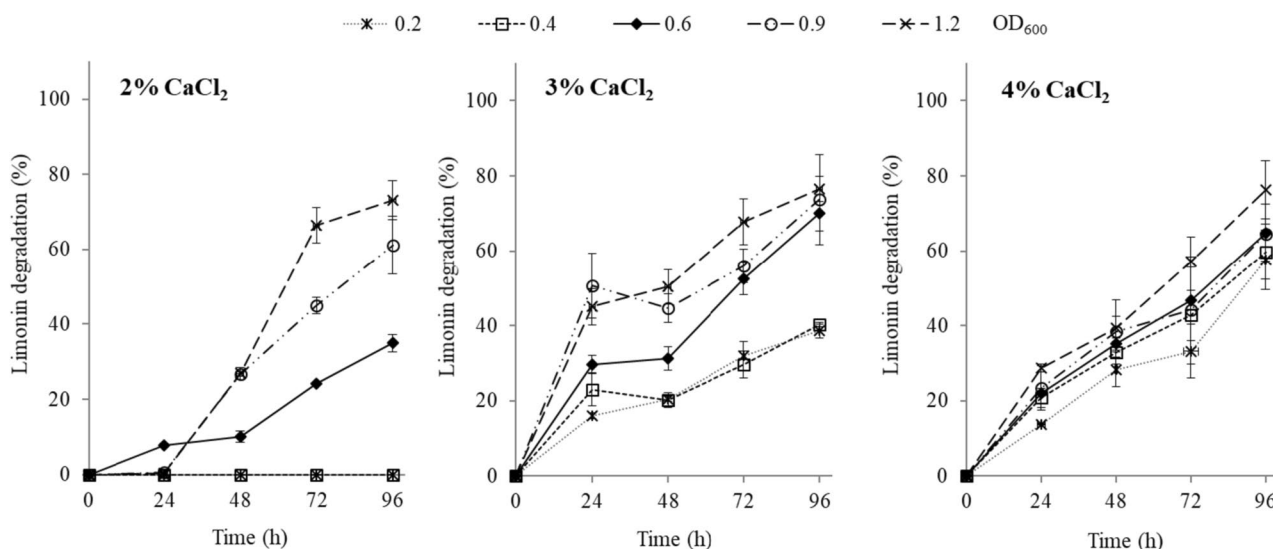 0.2 0.4 0.6 0.9 1.2 OD₆₀₀
2% CaCl₂
Limonin degradation (%)
100
80
60
40
20
0
0 24 48 72 96
Time (h)
3% CaCl₂
Limonin degradation (%)
100
80
60
40
20
0
0 24 48 72 96
Time (h)
4% CaCl₂
Limonin degradation (%)
100
80
60
40
20
0
0 24 48 72 96
Time (h)